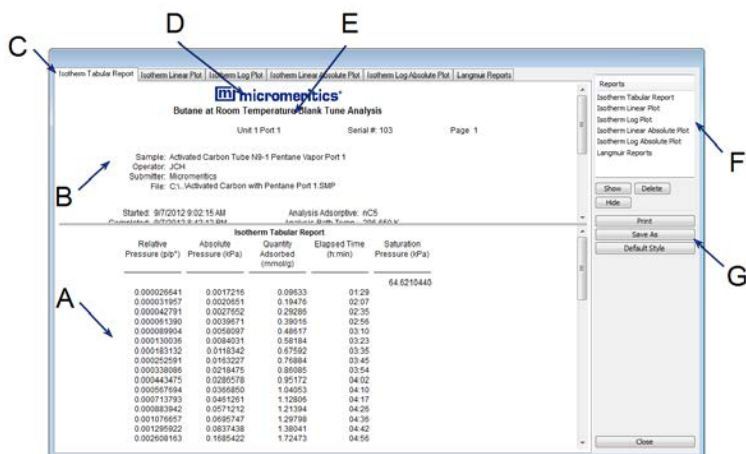 D
E
C
Isotherm Tabular Report Isotherm Linear Plot Isotherm Log Plot Isotherm Linear Absolute Plot Isotherm Log Absolute Plot Langmuir Reports
m micromeritics®
Butane at Room Temperature Blank Tune Analysis
Unit 1 Port 1 Serial #: 103 Page 1
B
Sample: Activated Carbon Tube N9-1 Pentane Vapor Port 1
Operator: JCH
Submitter: Micromeritics
File: C:\...\Activated Carbon with Pentane Port 1.SMP
Started: 9/7/2012 9:02:15 AM Analysis Adsorptive: nC5
Isotherm Tabular Report
Relative Absolute Quantity Elapsed Time Saturation
Pressure (p/p°) Pressure (kPa) Adsorbed (h:min) Pressure (kPa)
(mmol/g)
64.6210440
A
0.000026641 0.0017216 0.09633 01:29
0.000031957 0.0020651 0.19476 02:07
0.000042791 0.0027652 0.29286 02:35
0.000061390 0.0039671 0.39016 02:56
0.000089904 0.0058097 0.48617 03:10
0.000130036 0.0084031 0.58184 03:23
0.000183132 0.0118342 0.67592 03:35
0.000252591 0.0163227 0.76884 03:45
0.000338086 0.0218475 0.86085 03:54
0.000443475 0.0286578 0.95172 04:02
0.000567694 0.0366850 1.04053 04:10
0.000713793 0.0461261 1.12806 04:17
0.000883942 0.0571212 1.21394 04:26
0.001076657 0.0695747 1.29798 04:36
0.001295922 0.0837438 1.38041 04:42
0.002608163 0.1685422 1.72473 04:56
Reports
Isotherm Tabular Report
Isotherm Linear Plot
Isotherm Log Plot
Isotherm Linear Absolute Plot
Isotherm Log Absolute Plot
Langmuir Reports
F
Show Delete
Hide
Print
Save As
Default Style
G
Close